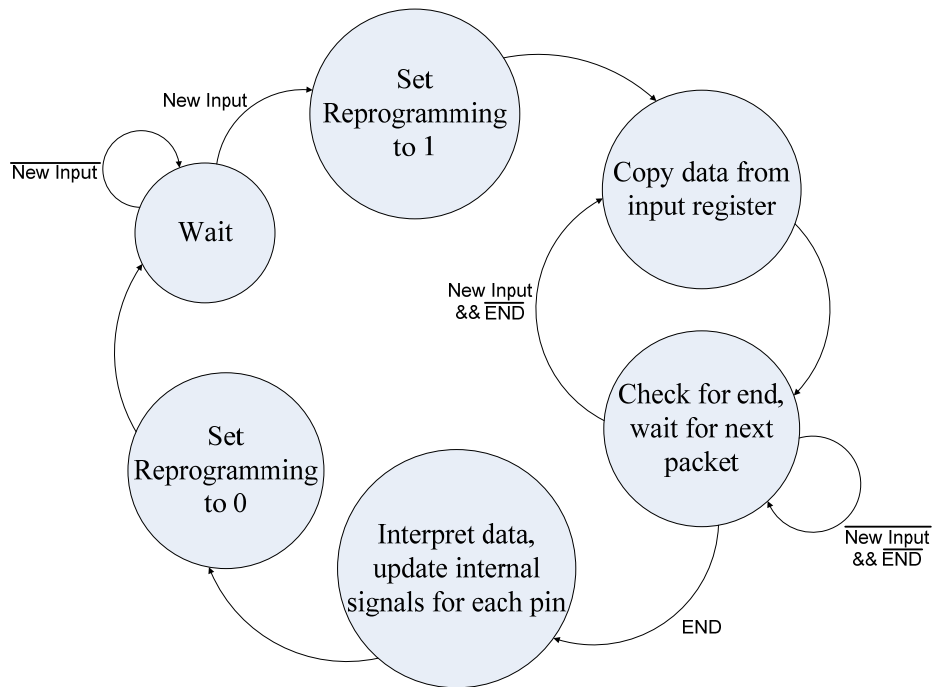 Set
Reprogramming
to 1
New Input
Copy data from
input register
New Input
Wait
New Input
&& END
Check for end,
wait for next
packet
Set
Reprogramming
to 0
Interpret data,
update internal
signals for each pin
New Input
&& END
END